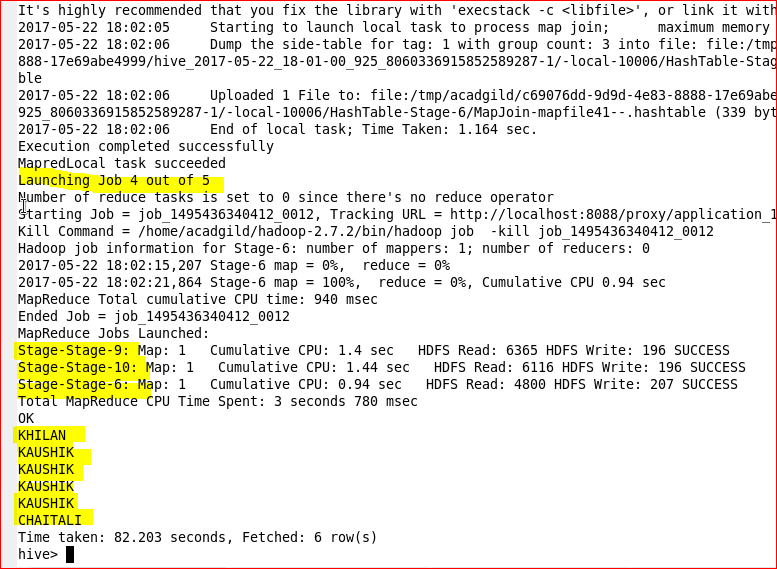 It's highly recommended that you fix the library with 'execstack -c <libfile>', or link it with
2017-05-22 18:02:05 Starting to launch local task to process map join; maximum memory
2017-05-22 18:02:06 Dump the side-table for tag: 1 with group count: 3 into file: file:/tmp
888-17e69abe4999/hive_2017-05-22_18-01-00_925_8060336915852589287-1/-local-10006/HashTable-Stag
ble
2017-05-22 18:02:06 Uploaded 1 File to: file:/tmp/acadgild/c69076dd-9d9d-4e83-8888-17e69abe
925_8060336915852589287-1/-local-10006/HashTable-Stage-6/MapJoin-mapfile41--.hashtable (339 byt
2017-05-22 18:02:06 End of local task; Time Taken: 1.164 sec.
Execution completed successfully
MapredLocal task succeeded
Launching Job 4 out of 5
Number of reduce tasks is set to 0 since there's no reduce operator
Starting Job = job_1495436340412_0012, Tracking URL = http://localhost:8088/proxy/application_1
Kill Command = /home/acadgild/hadoop-2.7.2/bin/hadoop job -kill job_1495436340412_0012
Hadoop job information for Stage-6: number of mappers: 1; number of reducers: 0
2017-05-22 18:02:15,207 Stage-6 map = 0%, reduce = 0%
2017-05-22 18:02:21,864 Stage-6 map = 100%, reduce = 0%, Cumulative CPU 0.94 sec
MapReduce Total cumulative CPU time: 940 msec
Ended Job = job_1495436340412_0012
MapReduce Jobs Launched:
Stage-Stage-9: Map: 1 Cumulative CPU: 1.4 sec HDFS Read: 6365 HDFS Write: 196 SUCCESS
Stage-Stage-10: Map: 1 Cumulative CPU: 1.44 sec HDFS Read: 6116 HDFS Write: 196 SUCCESS
Stage-Stage-6: Map: 1 Cumulative CPU: 0.94 sec HDFS Read: 4800 HDFS Write: 207 SUCCESS
Total MapReduce CPU Time Spent: 3 seconds 780 msec
OK
KHILAN
KAUSHIK
KAUSHIK
KAUSHIK
KAUSHIK
CHAITALI
Time taken: 82.203 seconds, Fetched: 6 row(s)
hive>